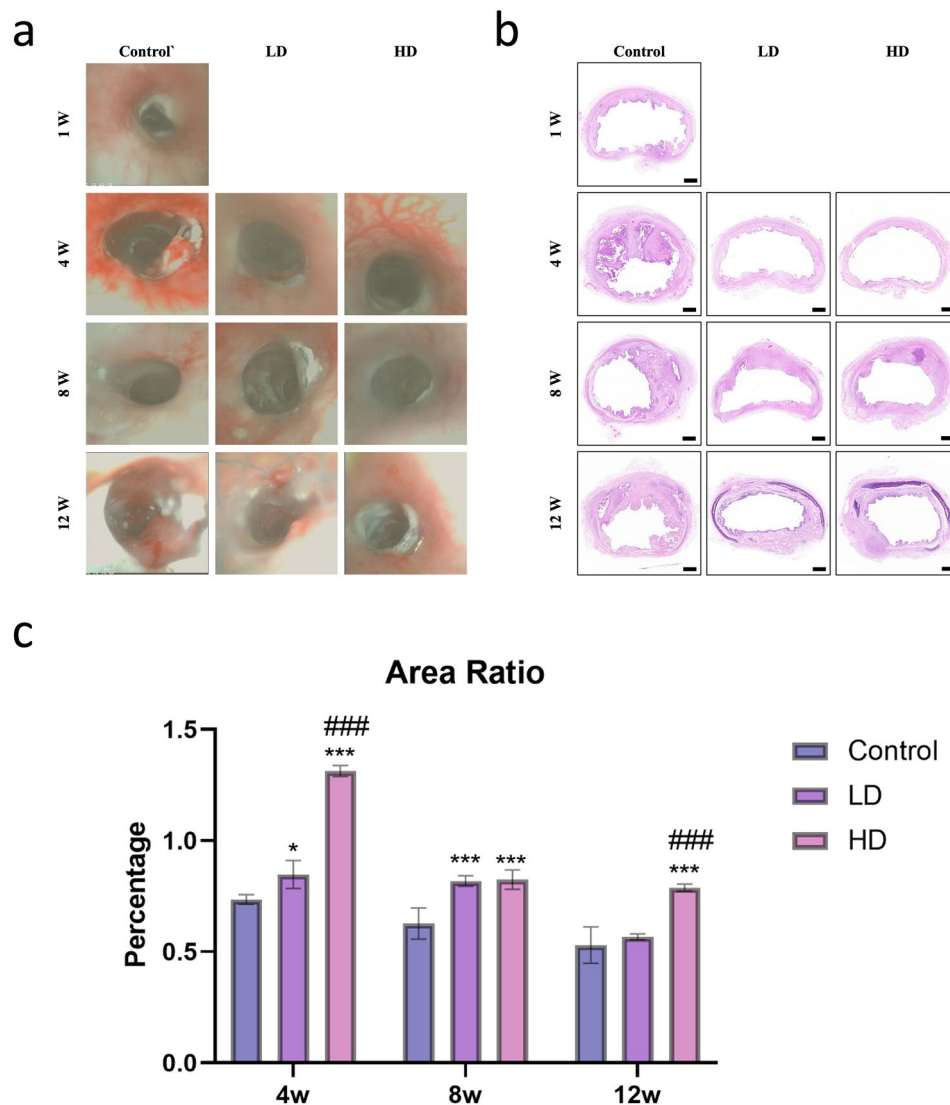 a
Control` LD HD
1 W
4 W
8 W
12 W
b
Control LD HD
1 W
4 W
8 W
12 W
c
Area Ratio
Percentage
1.5
1.0
0.5
0.0
###
***
*
*** ***
###
***
4w 8w 12w
Control
LD
HD